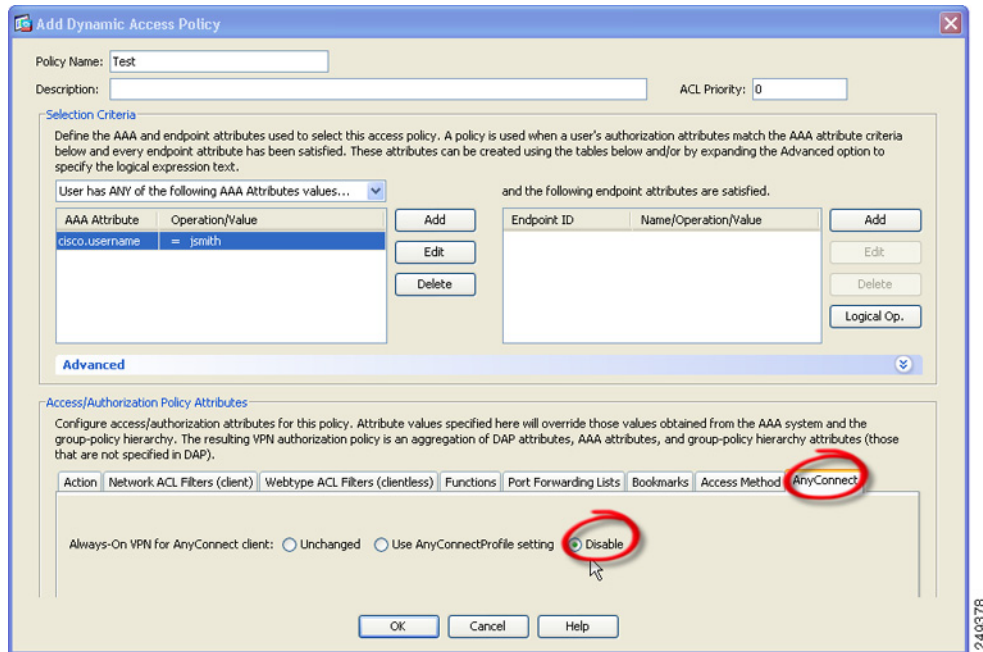 Add Dynamic Access Policy
Policy Name: Test
Description:
ACL Priority: 0
Selection Criteria
Define the AAA and endpoint attributes used to select this access policy. A policy is used when a user's authorization attributes match the AAA attribute criteria
below and every endpoint attribute has been satisfied. These attributes can be created using the tables below and/or by expanding the Advanced option to
specify the logical expression text.
User has ANY of the following AAA Attributes values...
and the following endpoint attributes are satisfied.
AAA Attribute Operation/Value
cisco.username = jsmith
Add
Edit
Delete
Endpoint ID Name/Operation/Value
Add
Edit
Delete
Logical Op.
Advanced
Access/Authorization Policy Attributes
Configure access/authorization attributes for this policy. Attribute values specified here will override those values obtained from the AAA system and the
group-policy hierarchy. The resulting VPN authorization policy is an aggregation of DAP attributes, AAA attributes, and group-policy hierarchy attributes (those
that are not specified in DAP).
Action Network ACL Filters (client) Webtype ACL Filters (clientless) Functions Port Forwarding Lists Bookmarks Access Method AnyConnect
Always-On VPN for AnyConnect client: Unchanged Use AnyConnectProfile setting Disable
OK Cancel Help
249378